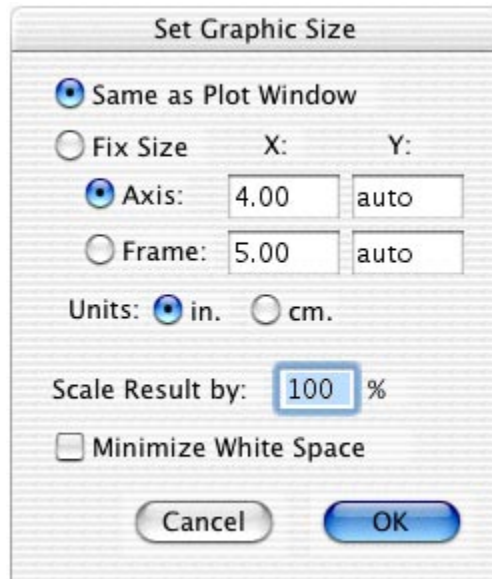 Set Graphic Size
Same as Plot Window
Fix Size X: Y:
Axis: 4.00 auto
Frame: 5.00 auto
Units: in. cm.
Scale Result by: 100 %
Minimize White Space
Cancel OK